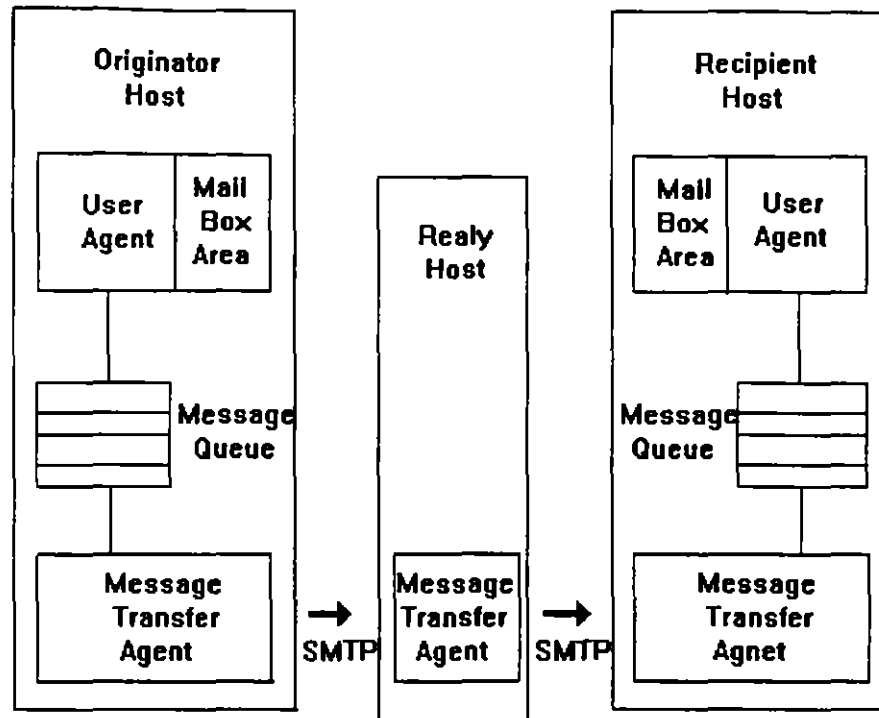 Originator
Host
User
Agent
Mail
Box
Area
Message
Queue
Message
Transfer
Agent
SMTP
Realy
Host
Message
Transfer
Agent
SMTP
Recipient
Host
Mail
Box
Area
User
Agent
Message
Queue
Message
Transfer
Agnet